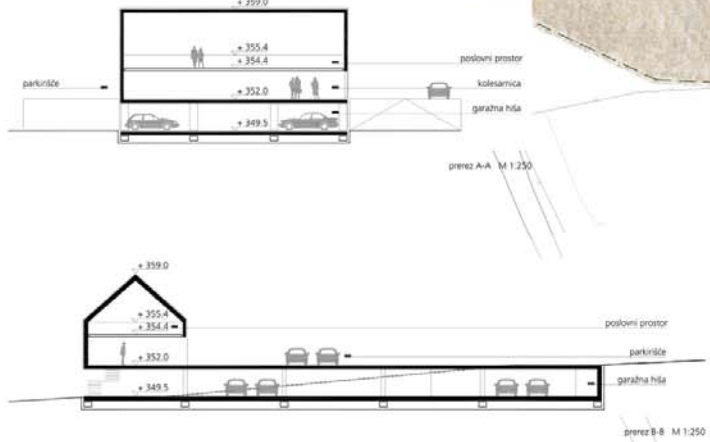 + 359.0
+ 355.4
+ 354.4
poslovni prostor
parkirišče
kolesarnica
+ 352.0
garažna hiša
+ 349.5
prerez A-A M 1:250
+ 359.0
+ 355.4
+ 354.4
poslovni prostor
+ 352.0
parkirišče
garažna hiša
+ 349.5
prerez B-B M 1:250